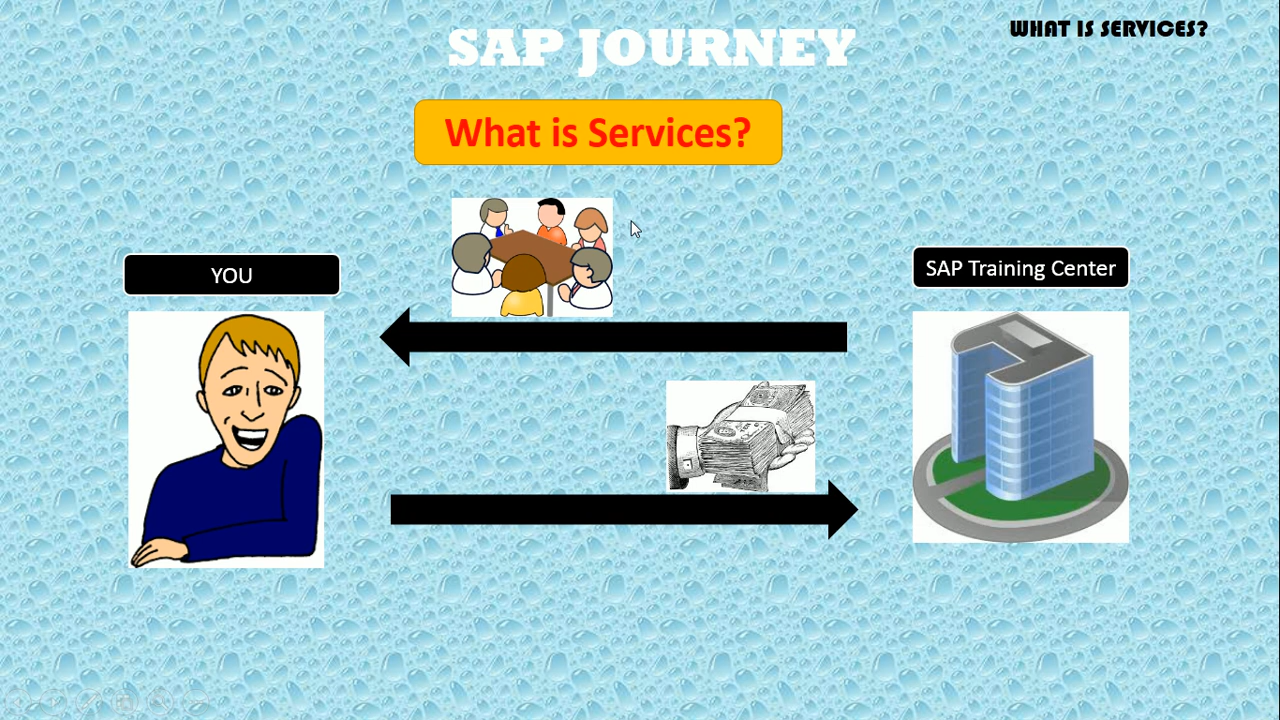 SAP JOURNEY
WHAT IS SERVICES?
What is Services?
YOU
SAP Training Center